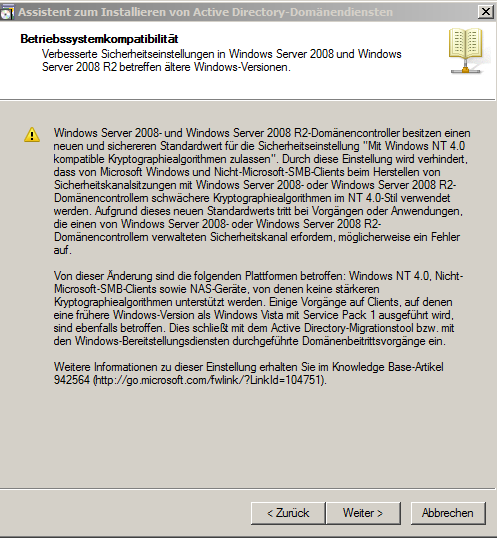 Assistent zum Installieren von Active Directory-Domänendiensten
Betriebssystemkompatibilität
Verbesserte Sicherheitseinstellungen in Windows Server 2008 und Windows
Server 2008 R2 betreffen ältere Windows-Versionen.
Windows Server 2008- und Windows Server 2008 R2-Domänencontroller besitzen einen
neuen und sichereren Standardwert für die Sicherheitseinstellung "Mit Windows NT 4.0
kompatible Kryptographiealgorithmen zulassen". Durch diese Einstellung wird verhindert,
dass von Microsoft Windows und Nicht-Microsoft-SMB-Clients beim Herstellen von
Sicherheitskanalsitzungen mit Windows Server 2008- oder Windows Server 2008 R2-
Domänencontrollern schwächere Kryptographiealgorithmen im NT 4.0-Stil verwendet
werden. Aufgrund dieses neuen Standardwerts tritt bei Vorgängen oder Anwendungen,
die einen von Windows Server 2008- oder Windows Server 2008 R2-
Domänencontrollern verwalteten Sicherheitskanal erfordern, möglicherweise ein Fehler
auf.
Von dieser Änderung sind die folgenden Plattformen betroffen: Windows NT 4.0, Nicht-
Microsoft-SMB-Clients sowie NAS-Geräte, von denen keine stärkeren
Kryptographiealgorithmen unterstützt werden. Einige Vorgänge auf Clients, auf denen
eine frühere Windows-Version als Windows Vista mit Service Pack 1 ausgeführt wird,
sind ebenfalls betroffen. Dies schließt mit dem Active Directory-Migrationstool bzw. mit
den Windows-Bereitstellungsdiensten durchgeführte Domänenbeitrittsvorgänge ein.
Weitere Informationen zu dieser Einstellung erhalten Sie im Knowledge Base-Artikel
942564 (http://go.microsoft.com/fwlink/?LinkId=104751).
< Zurück Weiter > Abbrechen